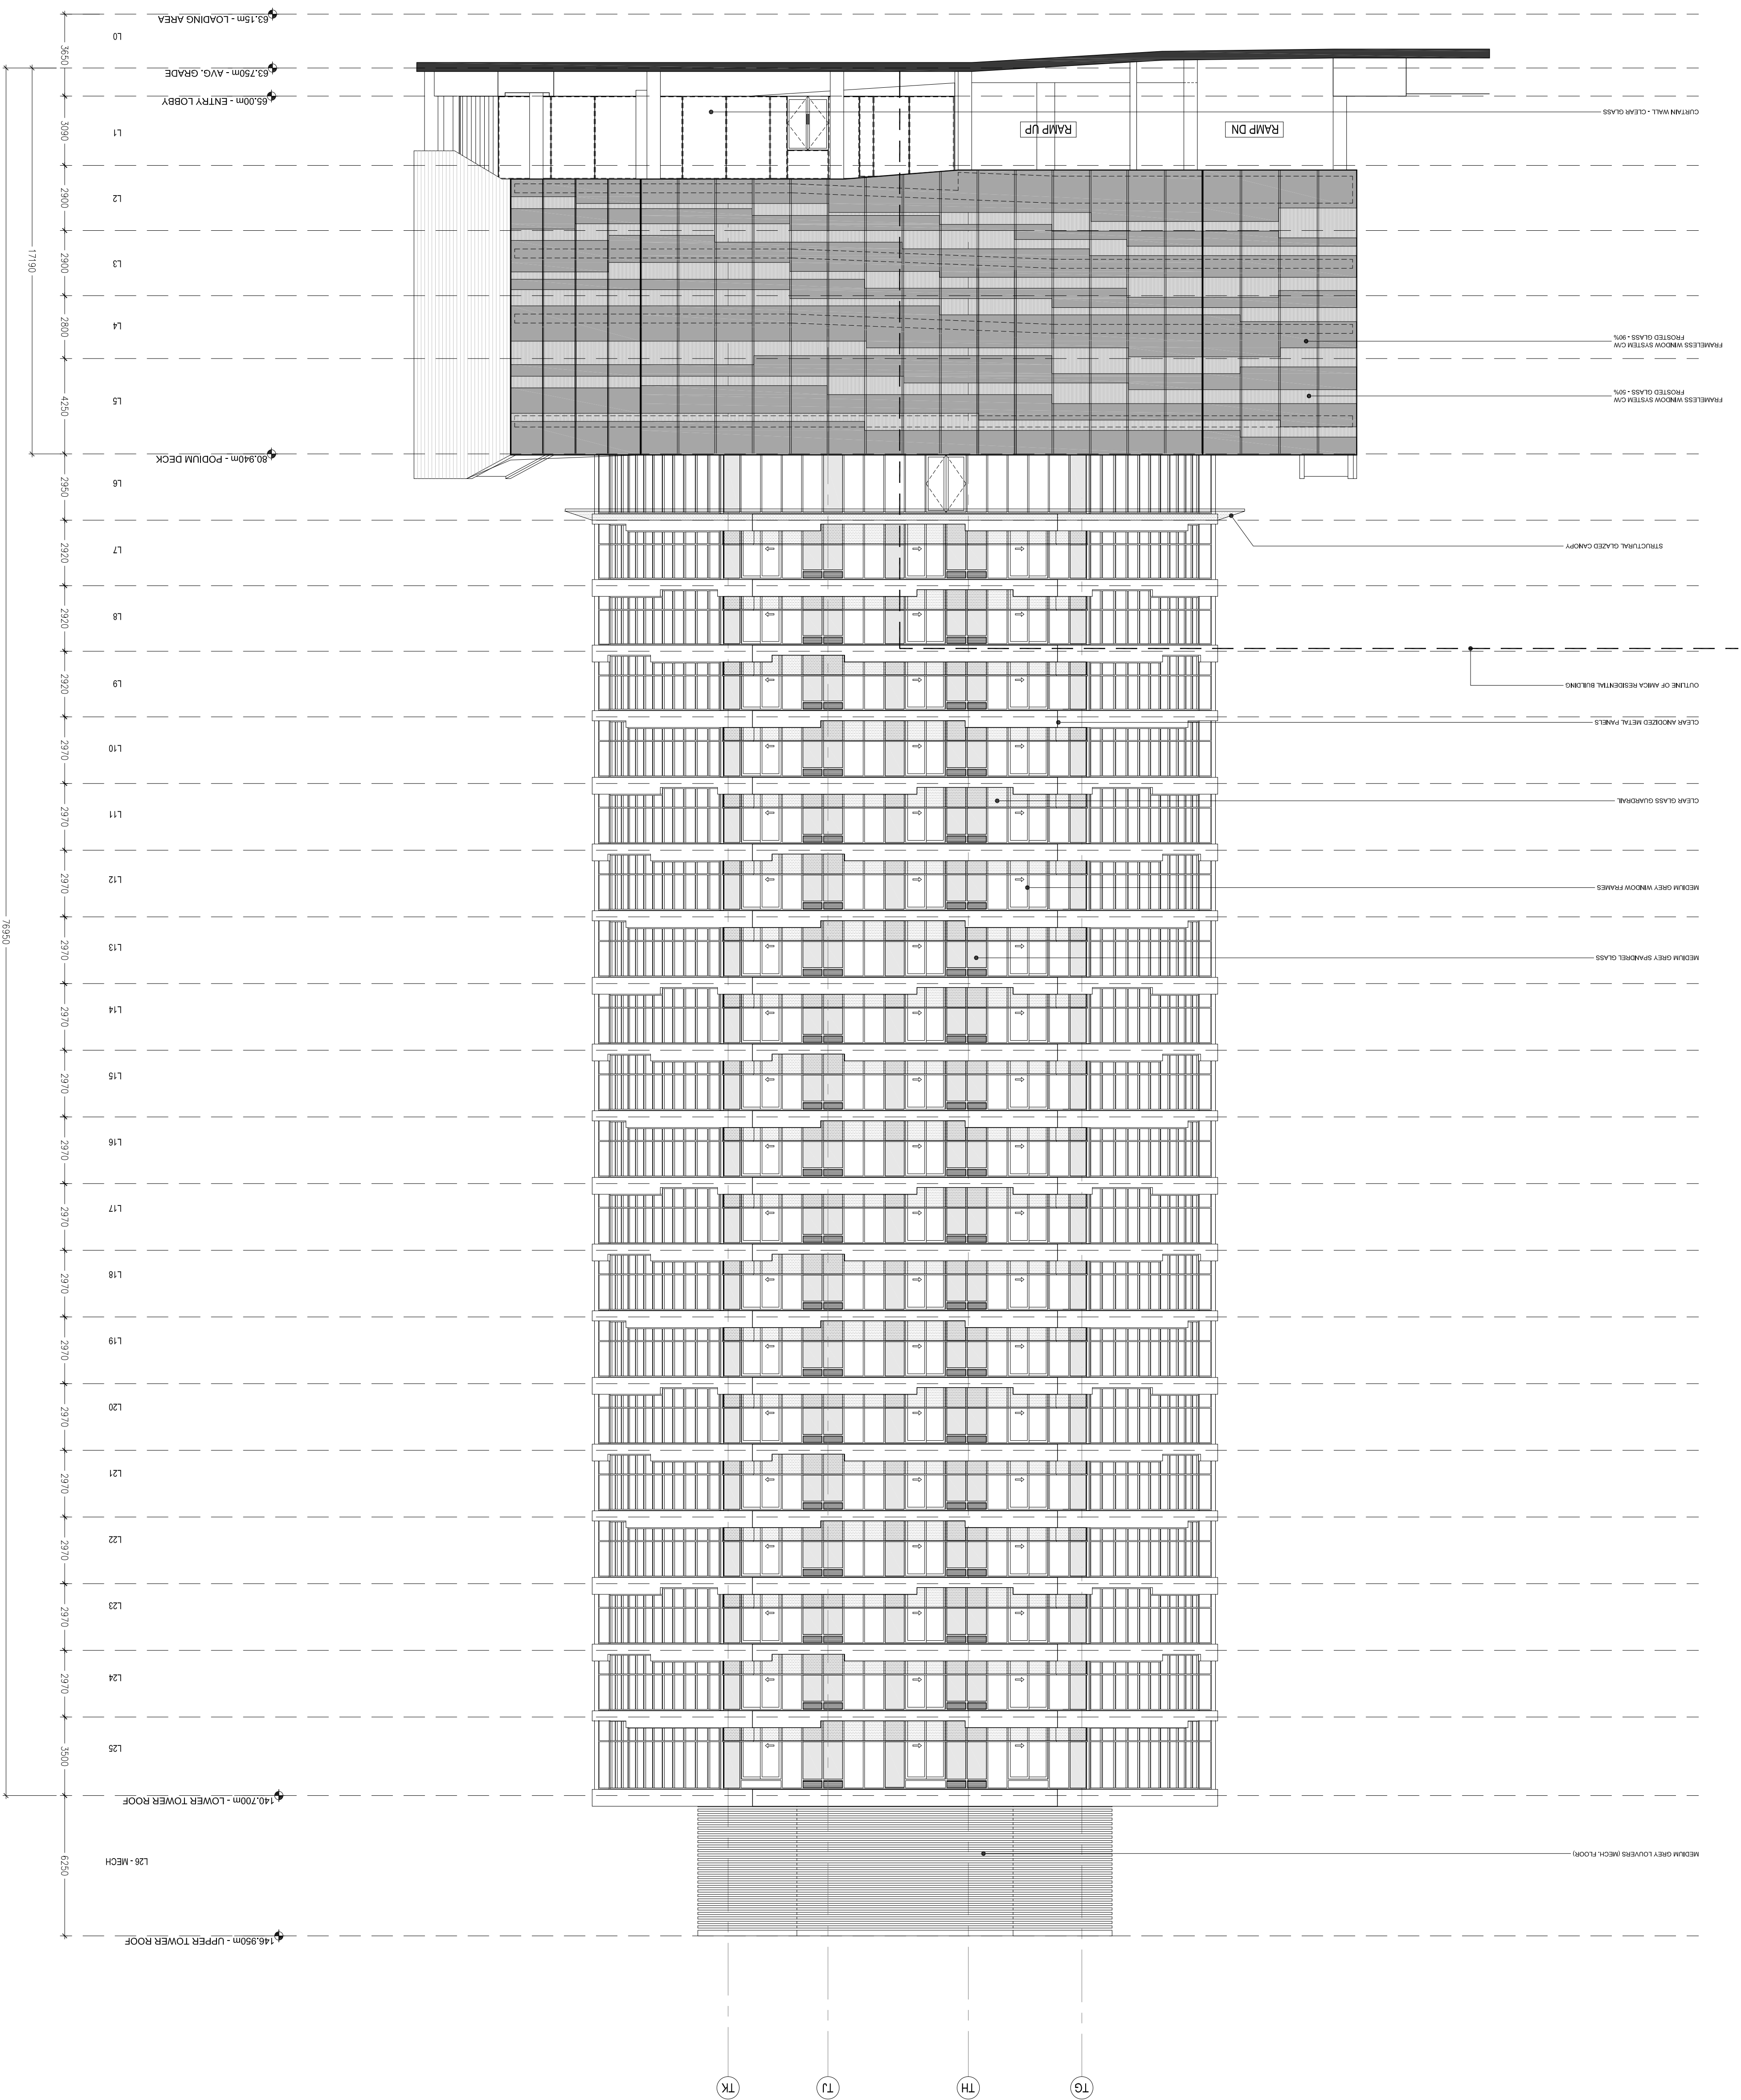 TG
TH
TJ
TK
146.950m - UPPER TOWER ROOF
MEDIUM GREY LOUVERS (MECH. FLOOR)
L26 - MECH
6250
140.700m - LOWER TOWER ROOF
L25
3500
L24
2970
L23
2970
L22
2970
L21
2970
L20
2970
L19
2970
L18
2970
L17
2970
L16
2970
L15
2970
L14
2970
MEDIUM GREY SPANDREL GLASS
L13
2970
76950
MEDIUM GREY WINDOW FRAMES
L12
2970
CLEAR GLASS GUARDRAIL
L11
2970
CLEAR ANODIZED METAL PANELS
L10
2970
OUTLINE OF AMICA RESIDENTIAL BUILDING
L9
2920
L8
2920
STRUCTURAL GLAZED CANOPY
L7
2920
L6
2950
80.940m - PODIUM DECK
FRAMELESS WINDOW SYSTEM C/W
FROSTED GLASS - 50%
L5
4250
FRAMELESS WINDOW SYSTEM C/W
FROSTED GLASS - 90%
L4
2800
L3
2900
17190
L2
2900
RAMP DN
RAMP UP
L1
3090
CURTAIN WALL - CLEAR GLASS
65.00m - ENTRY LOBBY
63.750m - AVG. GRADE
3650
L0
63.15m - LOADING AREA